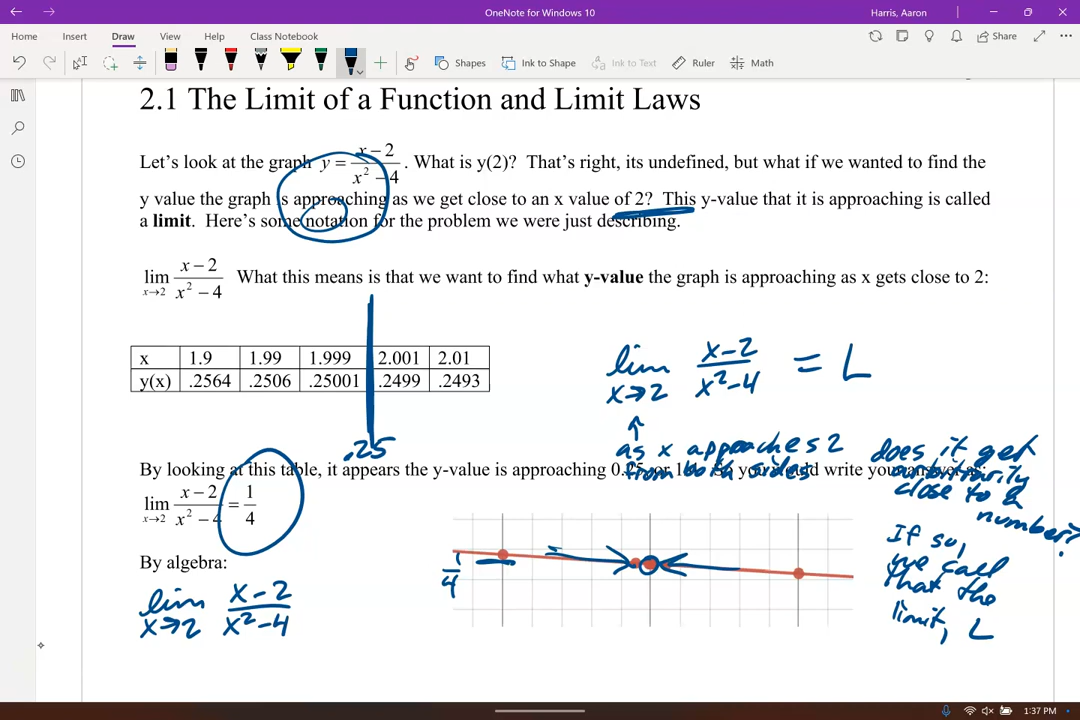 OneNote for Windows 10
Harris, Aaron
Home Insert Draw View Help Class Notebook
Share
Shapes Ink to Shape Ink to Text Ruler Math
2.1 The Limit of a Function and Limit Laws
Let's look at the graph y = (x − 2)/(x² − 4). What is y(2)? That's right, its undefined, but what if we wanted to find the
y value the graph is approaching as we get close to an x value of 2? This y-value that it is approaching is called
a limit. Here's some notation for the problem we were just describing.
lim x→2 (x − 2)/(x² − 4) What this means is that we want to find what y-value the graph is approaching as x gets close to 2:
x 1.9 1.99 1.999 2.001 2.01
y(x) .2564 .2506 .25001 .2499 .2493
.25
lim x→2 (x−2)/(x²−4) = L
↑
as x approaches 2
from both sides
does it get
arbitrarily
close to a
number?
If so,
we call
that the
limit, L
By looking at this table, it appears the y-value is approaching 0.25 or
lim x→2 (x − 2)/(x² − 4) = 1/4
By algebra:
lim x→2 (x−2)/(x²−4)
1/4
1:37 PM